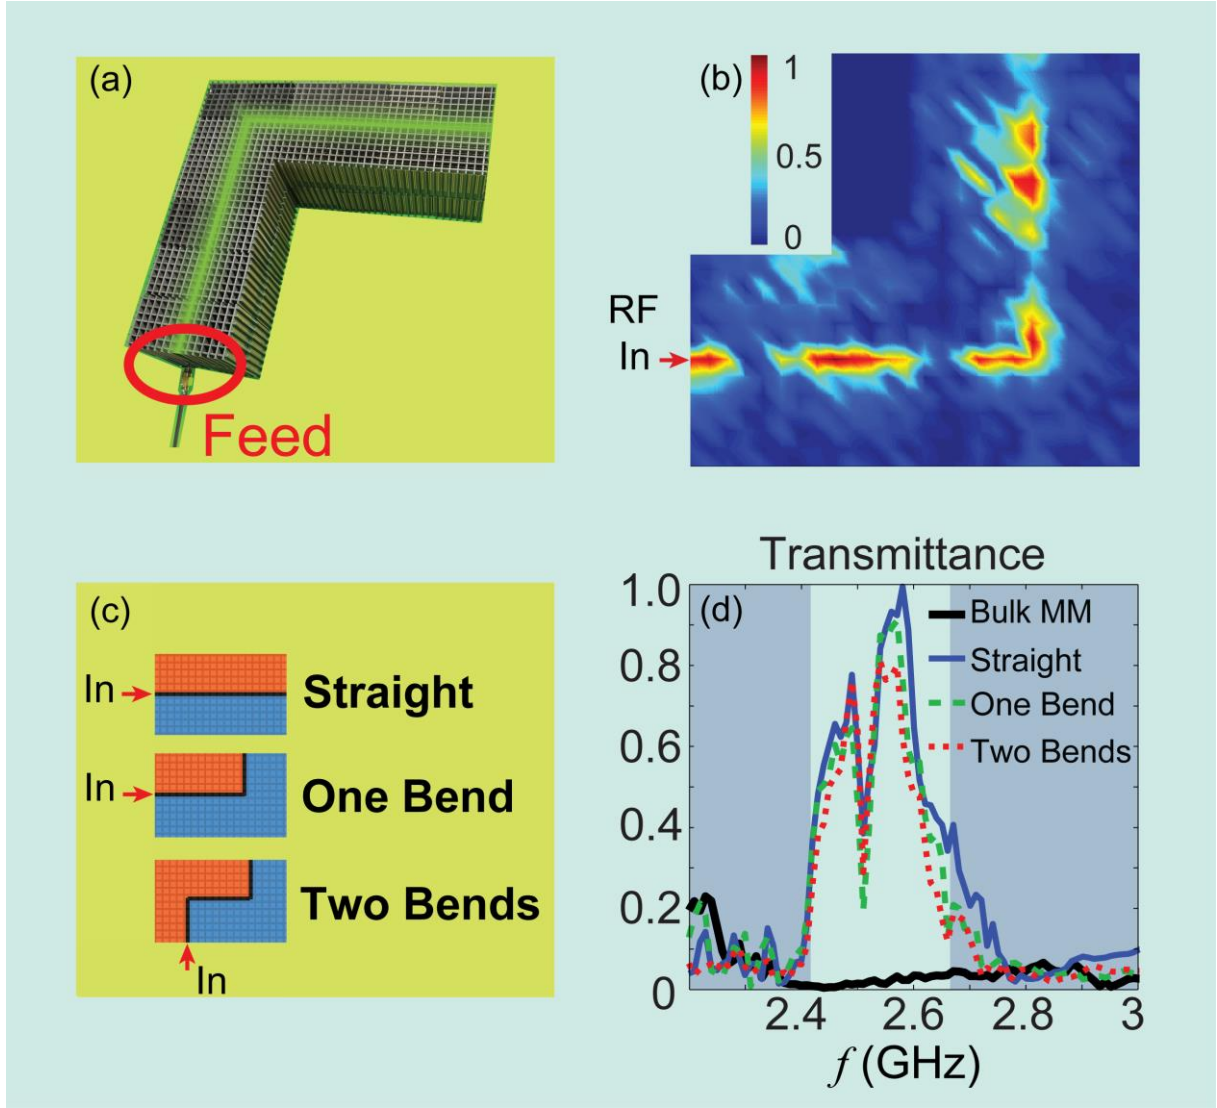 (a)
Feed
(b)
1
0.5
0
RF
In
(c)
In
Straight
In
One Bend
Two Bends
In
Transmittance
(d)
1.0
0.8
0.6
0.4
0.2
0
Bulk MM
Straight
One Bend
Two Bends
2.4 2.6 2.8 3
f (GHz)